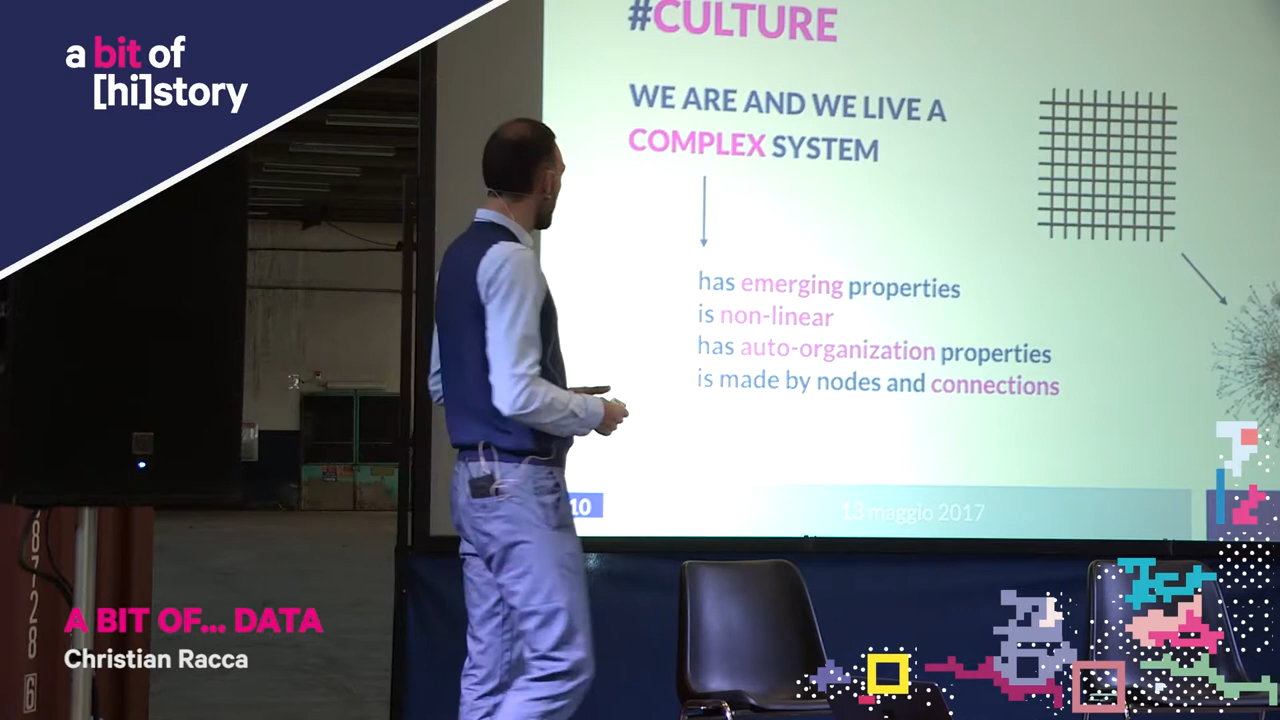 a bit of
[hi]story
#CULTURE
WE ARE AND WE LIVE A
COMPLEX SYSTEM
has emerging properties
is non-linear
has auto-organization properties
is made by nodes and connections
10
13 maggio 2017
A BIT OF... DATA
Christian Racca